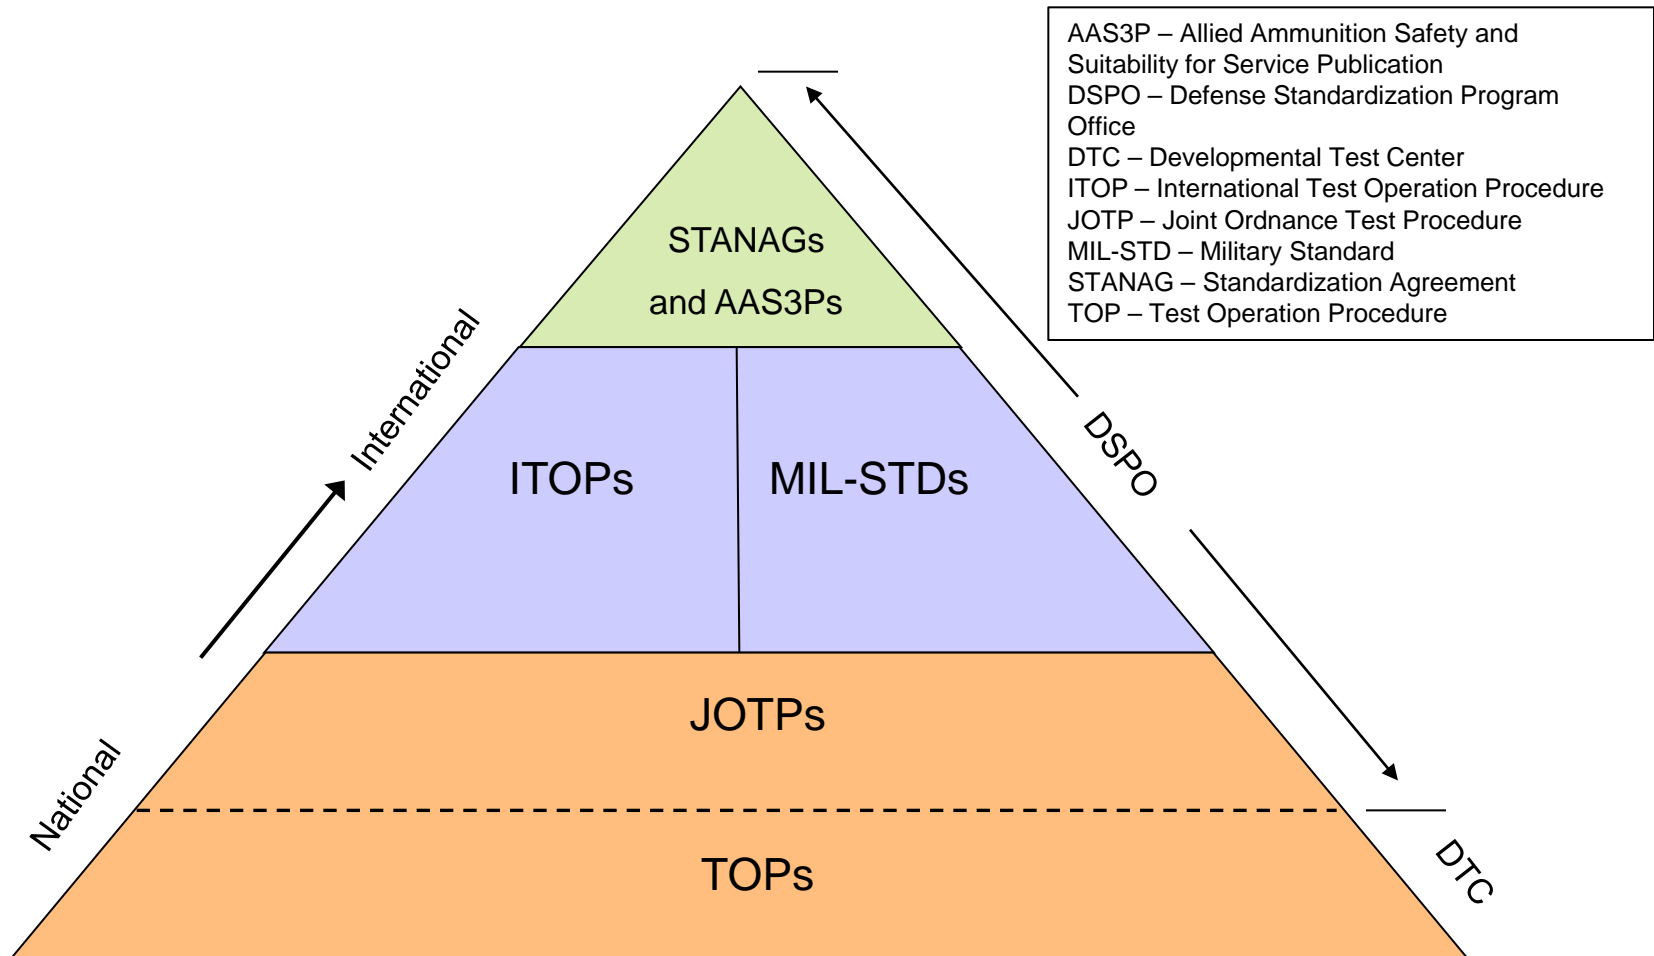 AAS3P – Allied Ammunition Safety and
Suitability for Service Publication
DSPO – Defense Standardization Program
Office
DTC – Developmental Test Center
ITOP – International Test Operation Procedure
JOTP – Joint Ordnance Test Procedure
MIL-STD – Military Standard
STANAG – Standardization Agreement
TOP – Test Operation Procedure
STANAGs
and AAS3Ps
International
DSPO
ITOPs
MIL-STDs
JOTPs
National
TOPs
DTC